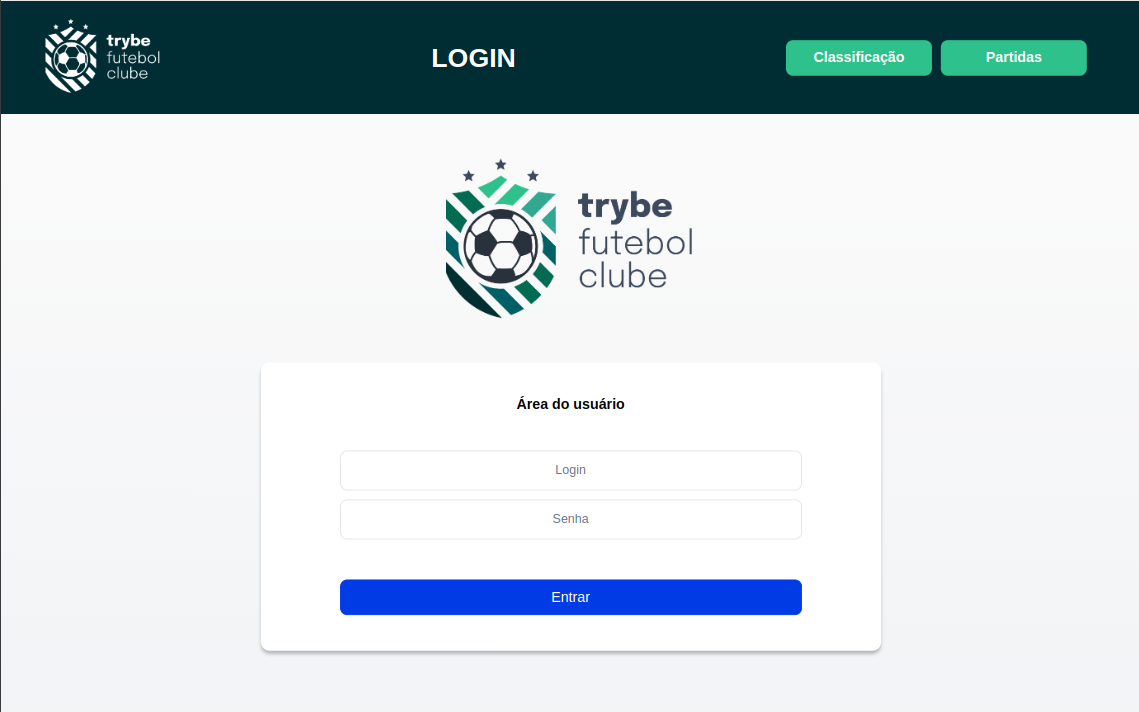 trybe
futebol
clube
LOGIN
Classificação
Partidas
trybe
futebol
clube
Área do usuário
Login
Senha
Entrar